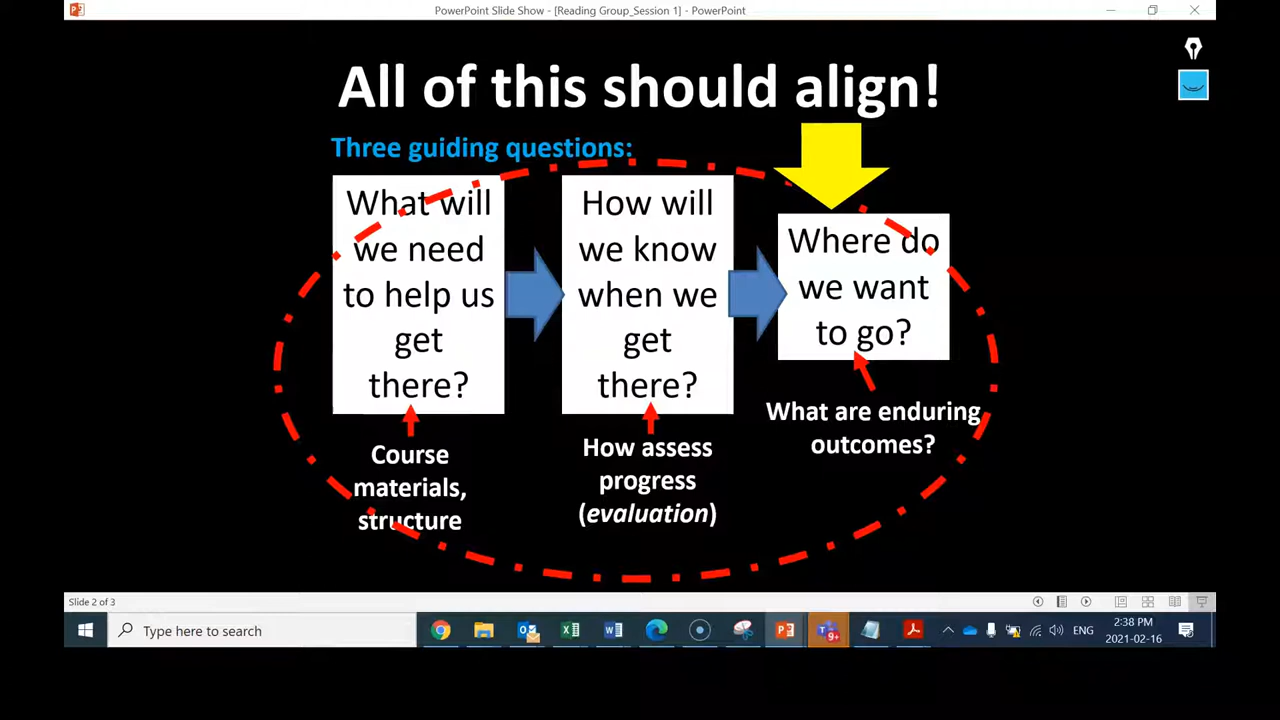 PowerPoint Slide Show - [Reading Group_Session 1] - PowerPoint
All of this should align!
Three guiding questions:
What will
we need
to help us
get
there?
How will
we know
when we
get
there?
Where do
we want
to go?
Course
materials,
structure
How assess
progress
(evaluation)
What are enduring
outcomes?
Slide 2 of 3
Type here to search
9+
ENG
2:38 PM
2021-02-16